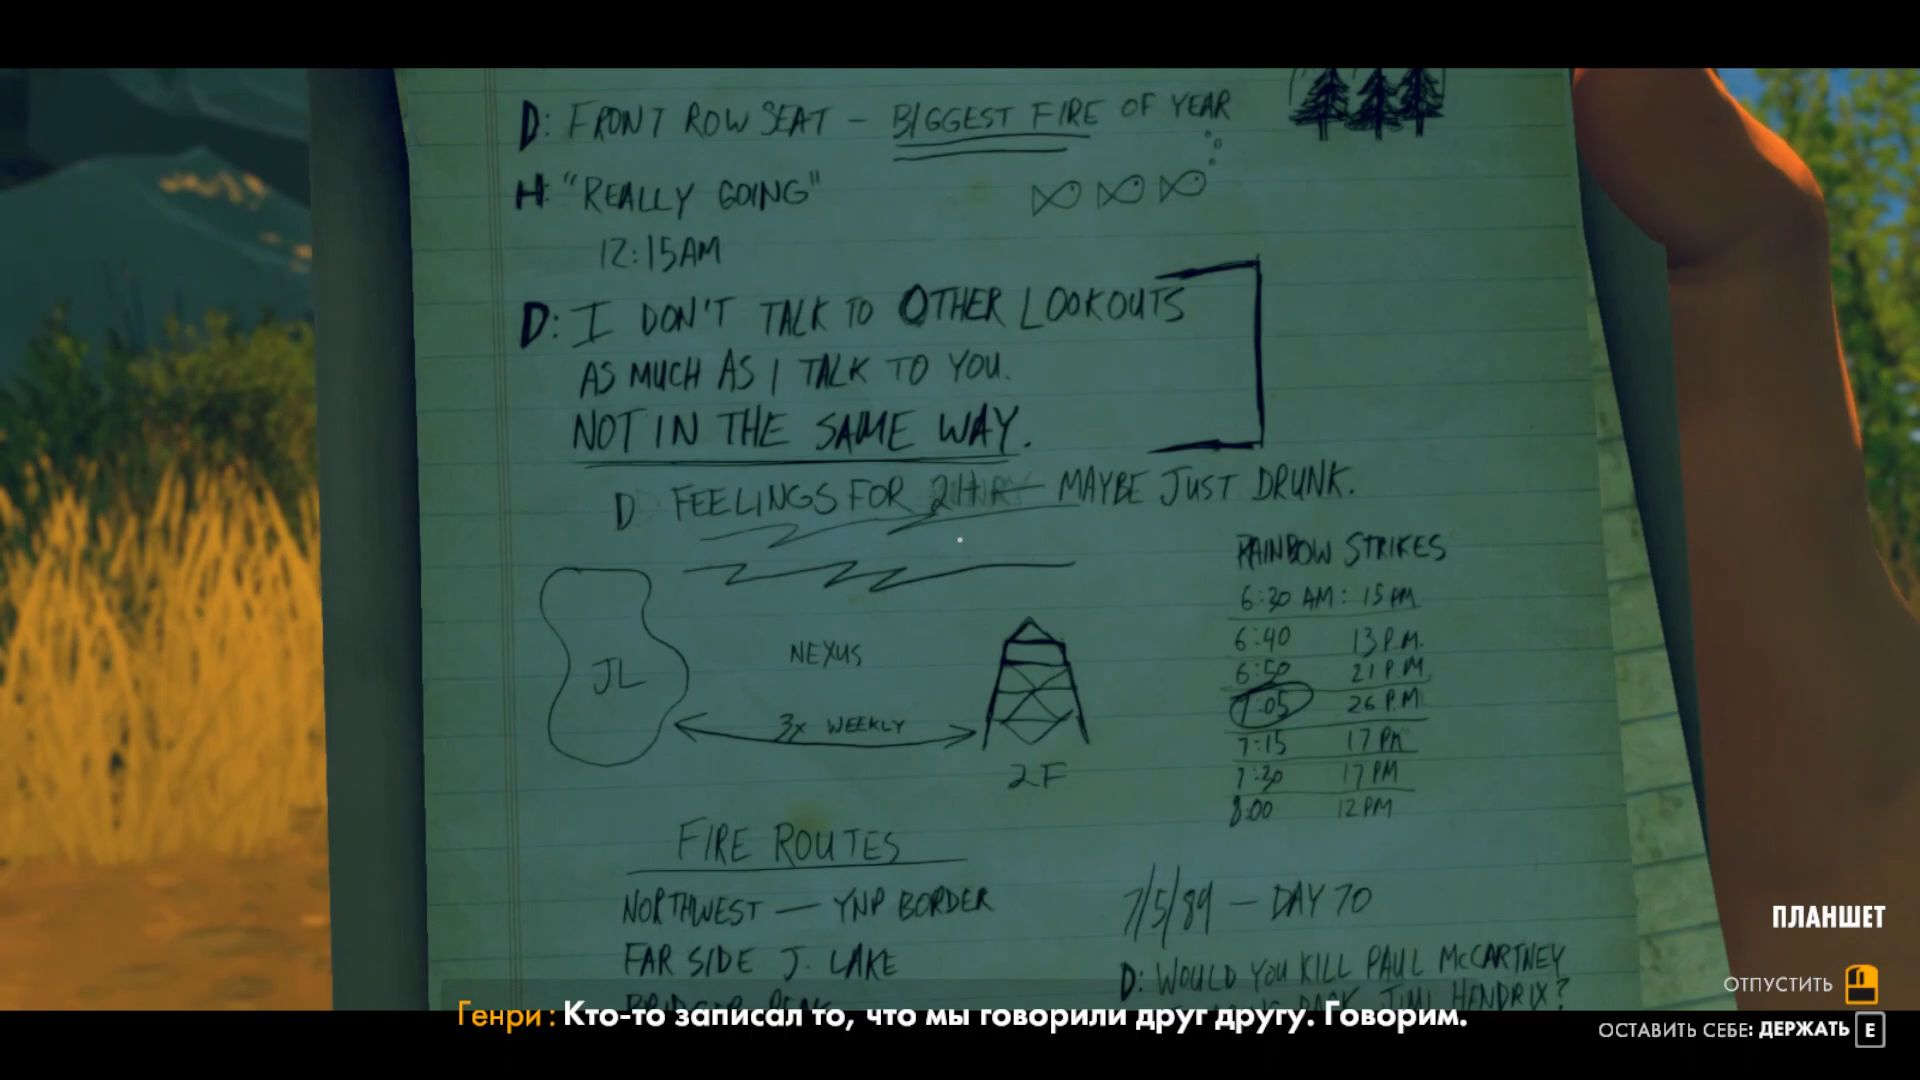 D: FRONT ROW SEAT — BIGGEST FIRE OF YEAR
H: "REALLY GOING"
12:15AM
D: I DON'T TALK TO OTHER LOOKOUTS
AS MUCH AS I TALK TO YOU.
NOT IN THE SAME WAY.
D FEELINGS FOR MAYBE JUST DRUNK.
RAINBOW STRIKES
6:30 AM: 15 PM
6:40 13 P.M.
6:50 21 P.M
7:05 26 P.M
7:15 17 PM
7:30 17 PM
8:00 12 PM
JL
NEXUS
3x WEEKLY
2F
FIRE ROUTES
NORTHWEST — YNP BORDER
FAR SIDE J. LAKE
7/5/89 — DAY 70
D: WOULD YOU KILL PAUL McCARTNEY
JIMI HENDRIX?
ПЛАНШЕТ
ОТПУСТИТЬ
ОСТАВИТЬ СЕБЕ: ДЕРЖАТЬ E
Генри: Кто-то записал то, что мы говорили друг другу. Говорим.